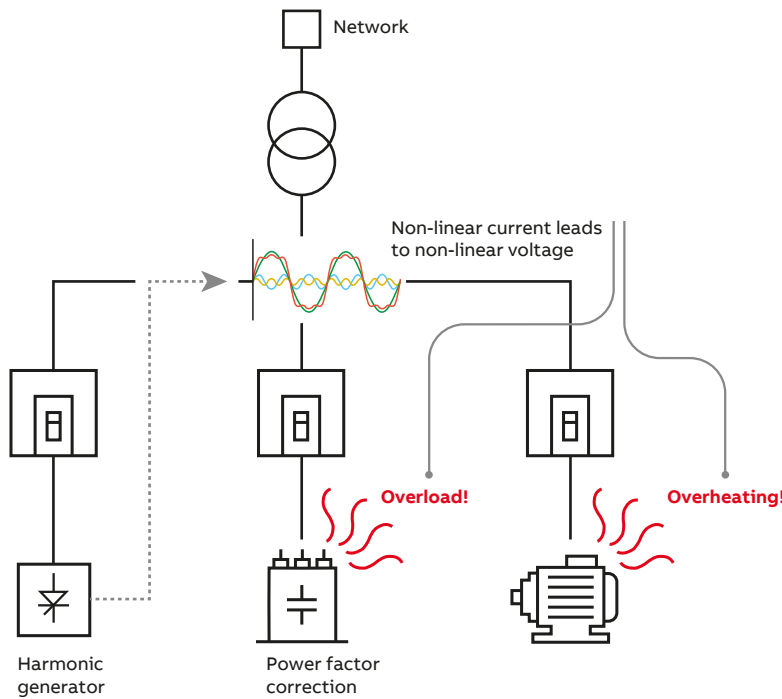 Network
Non-linear current leads
to non-linear voltage
Overload!
Overheating!
Harmonic
generator
Power factor
correction